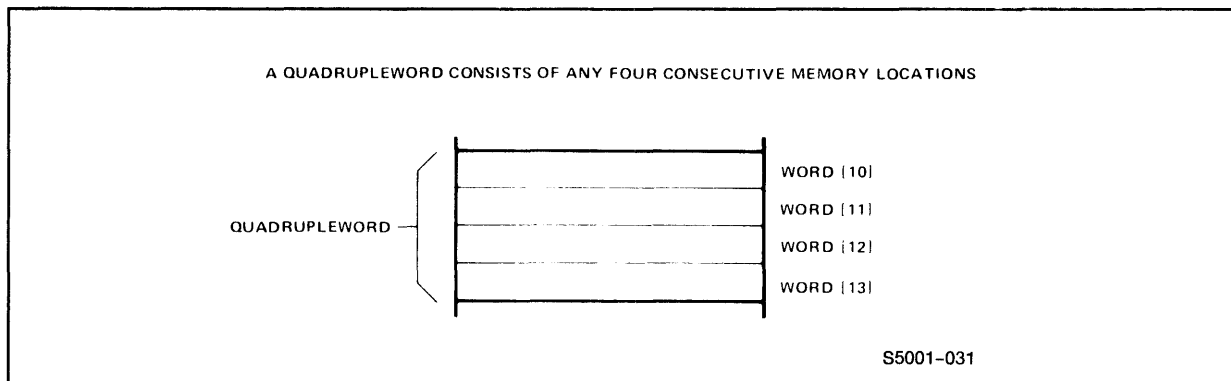 A QUADRUPLEWORD CONSISTS OF ANY FOUR CONSECUTIVE MEMORY LOCATIONS
WORD [10]
WORD [11]
QUADRUPLEWORD
WORD [12]
WORD [13]
S5001-031